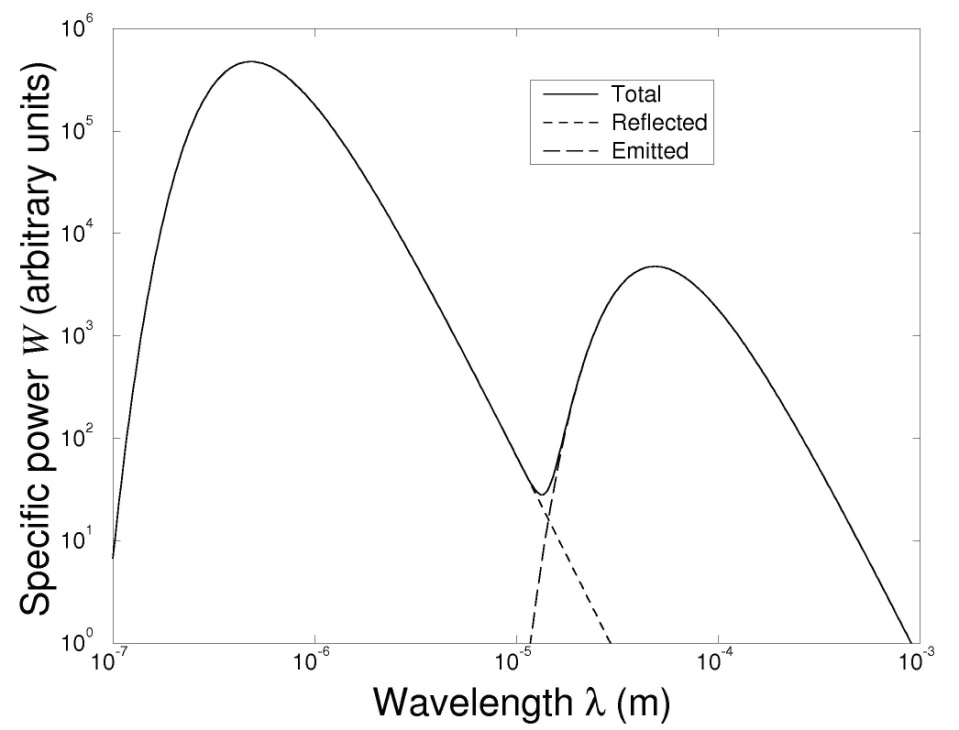 Specific power W (arbitrary units)
10^6
10^5
10^4
10^3
10^2
10^1
10^0
Total
Reflected
Emitted
10^-7
10^-6
10^-5
10^-4
10^-3
Wavelength λ (m)